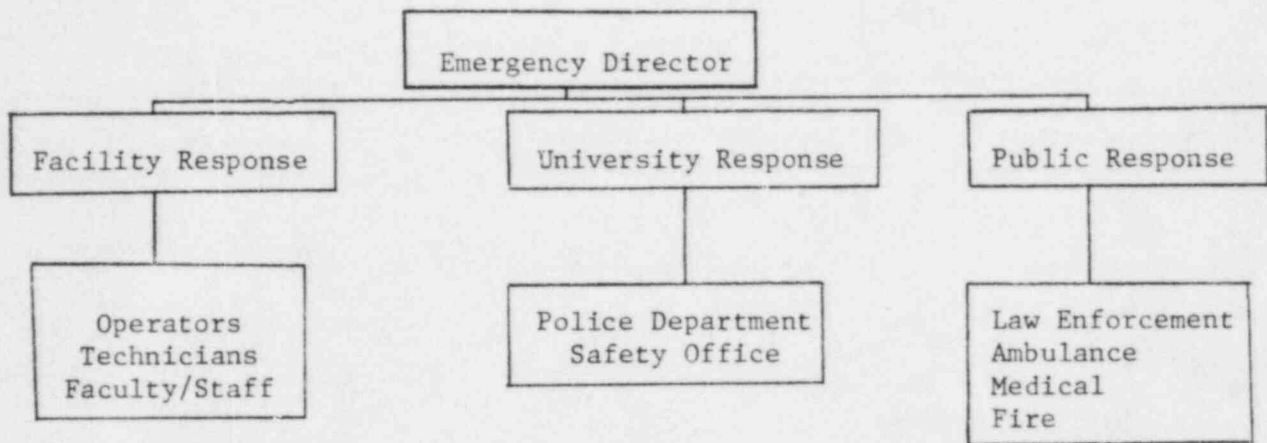 Emergency Director
Facility Response
University Response
Public Response
Operators
Technicians
Faculty/Staff
Police Department
Safety Office
Law Enforcement
Ambulance
Medical
Fire